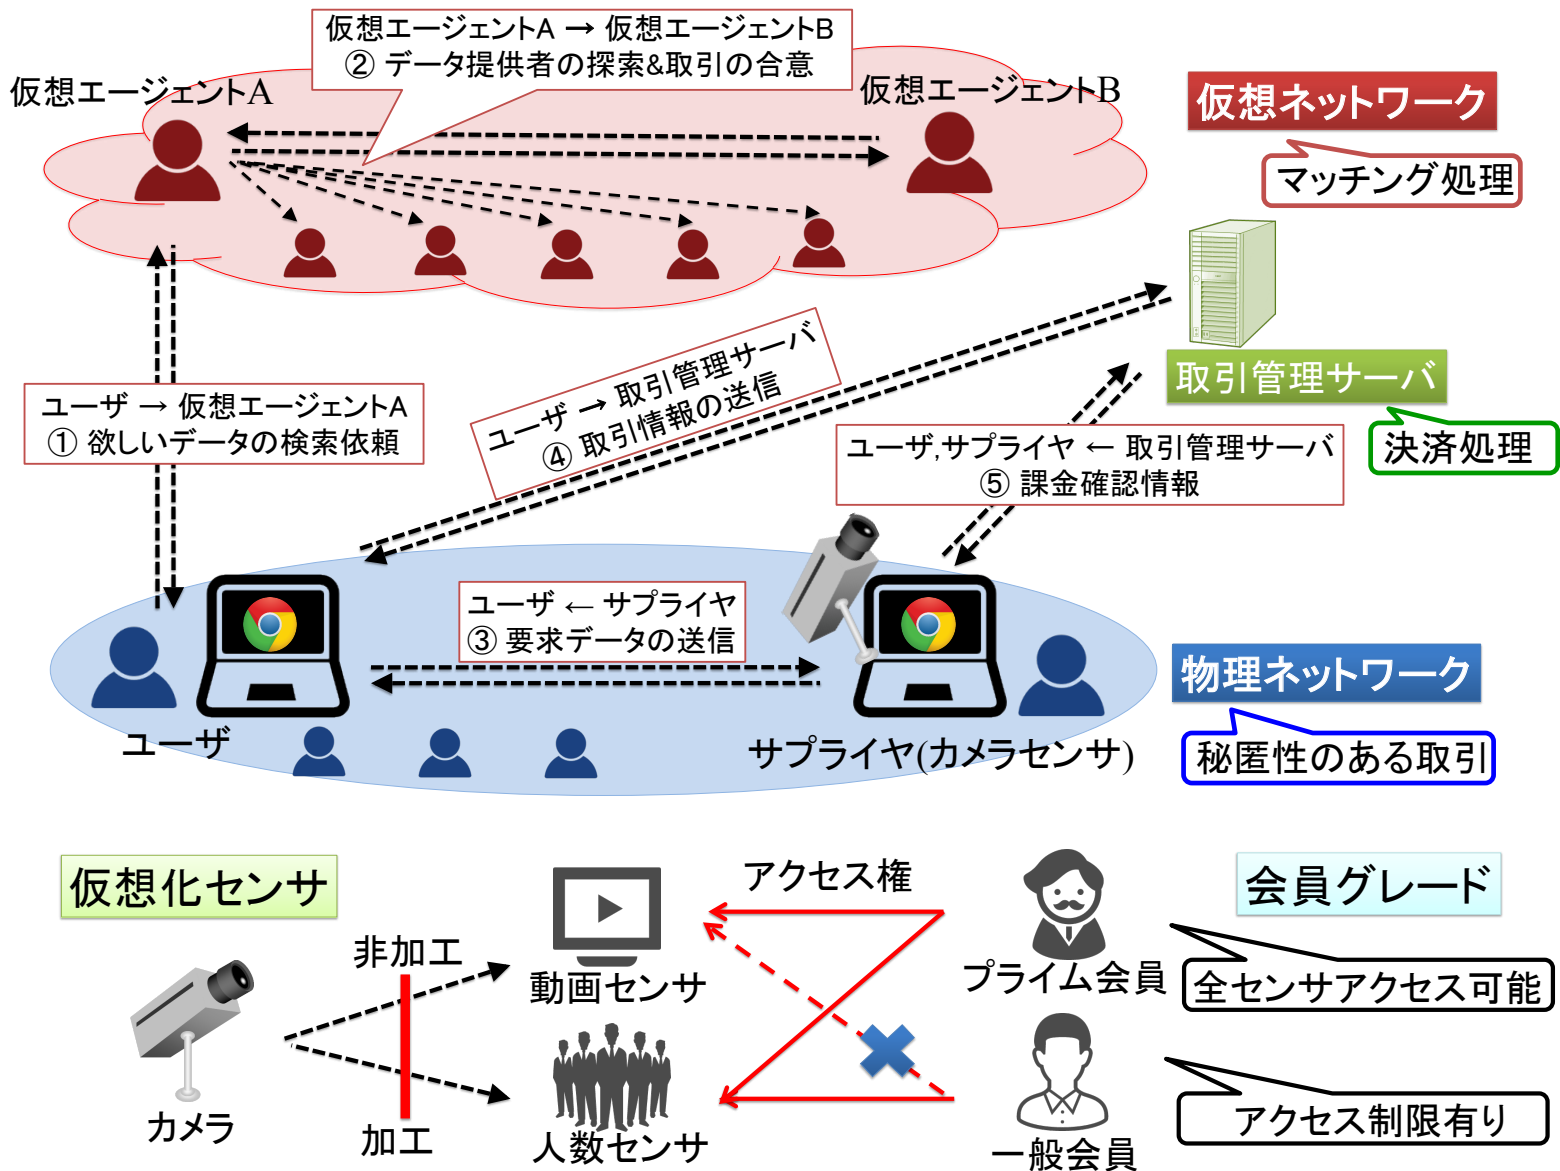 仮想エージェントA → 仮想エージェントB
② データ提供者の探索&取引の合意
仮想エージェントA
仮想エージェントB
仮想ネットワーク
マッチング処理
取引管理サーバ
決済処理
ユーザ → 仮想エージェントA
① 欲しいデータの検索依頼
ユーザ → 取引管理サーバ
④ 取引情報の送信
ユーザ,サプライヤ ← 取引管理サーバ
⑤ 課金確認情報
ユーザ ← サプライヤ
③ 要求データの送信
ユーザ
サプライヤ(カメラセンサ)
物理ネットワーク
秘匿性のある取引
仮想化センサ
カメラ
非加工
加工
動画センサ
人数センサ
アクセス権
プライム会員
一般会員
会員グレード
全センサアクセス可能
アクセス制限有り